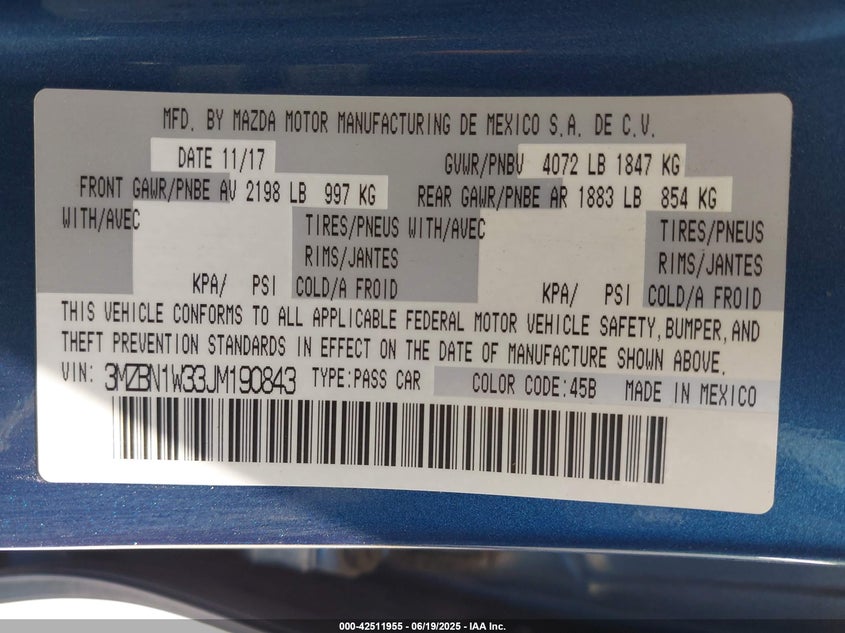 MFD. BY MAZDA MOTOR MANUFACTURING DE MEXICO S.A. DE C.V.
DATE 11/17 GVWR/PNBV 4072 LB 1847 KG
FRONT GAWR/PNBE AV 2198 LB 997 KG REAR GAWR/PNBE AR 1883 LB 854 KG
WITH/AVEC TIRES/PNEUS WITH/AVEC TIRES/PNEUS
RIMS/JANTES RIMS/JANTES
KPA/ PSI COLD/A FROID KPA/ PSI COLD/A FROID
THIS VEHICLE CONFORMS TO ALL APPLICABLE FEDERAL MOTOR VEHICLE SAFETY, BUMPER, AND
THEFT PREVENTION STANDARDS IN EFFECT ON THE DATE OF MANUFACTURE SHOWN ABOVE.
VIN: 3MZBN1W33JM190843 TYPE:PASS CAR COLOR CODE:45B MADE IN MEXICO
000-42511955 - 06/19/2025 - IAA Inc.